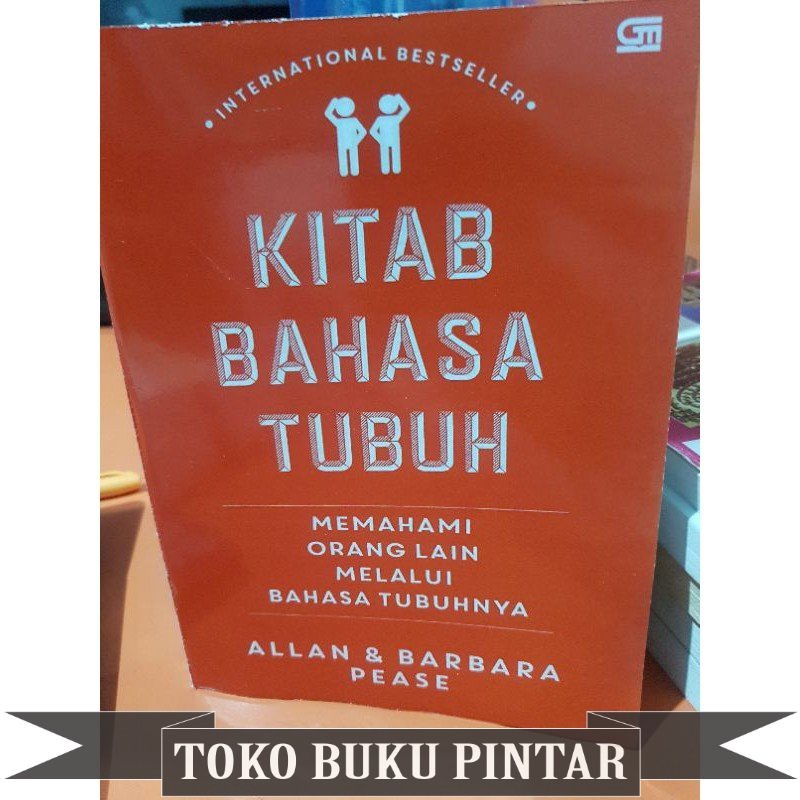 INTERNATIONAL BESTSELLER
GM
KITAB
BAHASA
TUBUH
MEMAHAMI
ORANG LAIN
MELALUI
BAHASA TUBUHNYA
ALLAN & BARBARA
PEASE
TOKO BUKU PINTAR